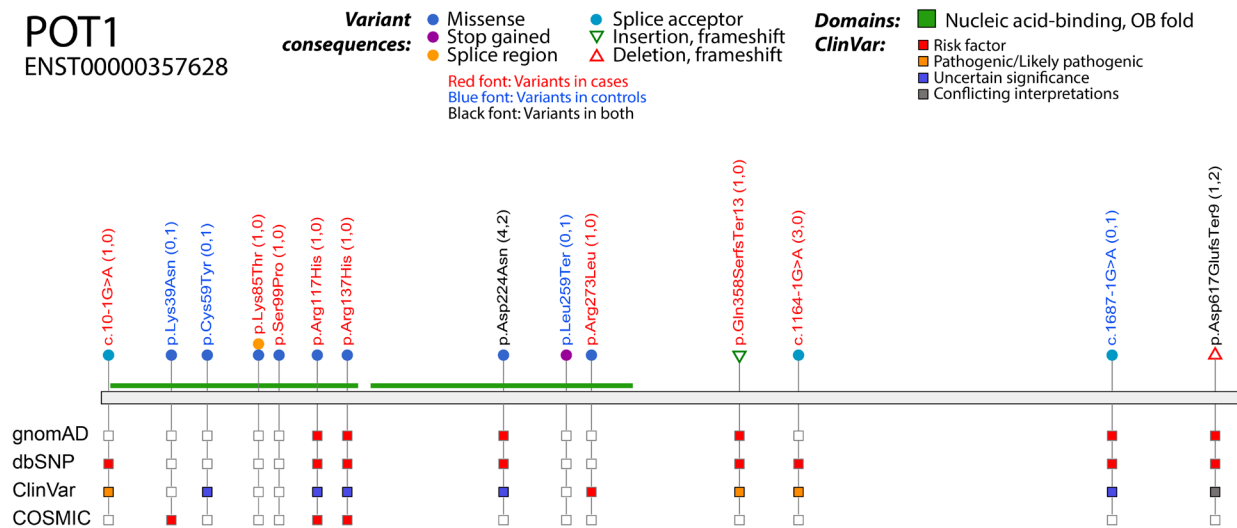 POT1
ENST00000357628
Variant
consequences:
Missense
Stop gained
Splice region
Splice acceptor
Insertion, frameshift
Deletion, frameshift
Red font: Variants in cases
Blue font: Variants in controls
Black font: Variants in both
Domains:
Nucleic acid-binding, OB fold
ClinVar:
Risk factor
Pathogenic/Likely pathogenic
Uncertain significance
Conflicting interpretations
c.10-1G>A (1,0)
p.Lys39Asn (0,1)
p.Cys59Tyr (0,1)
p.Lys85Thr (1,0)
p.Ser99Pro (1,0)
p.Arg117His (1,0)
p.Arg137His (1,0)
p.Asp224Asn (4,2)
p.Leu259Ter (0,1)
p.Arg273Leu (1,0)
p.Gln358SerfsTer13 (1,0)
c.1164-1G>A (3,0)
c.1687-1G>A (0,1)
p.Asp617GlufsTer9 (1,2)
gnomAD
dbSNP
ClinVar
COSMIC